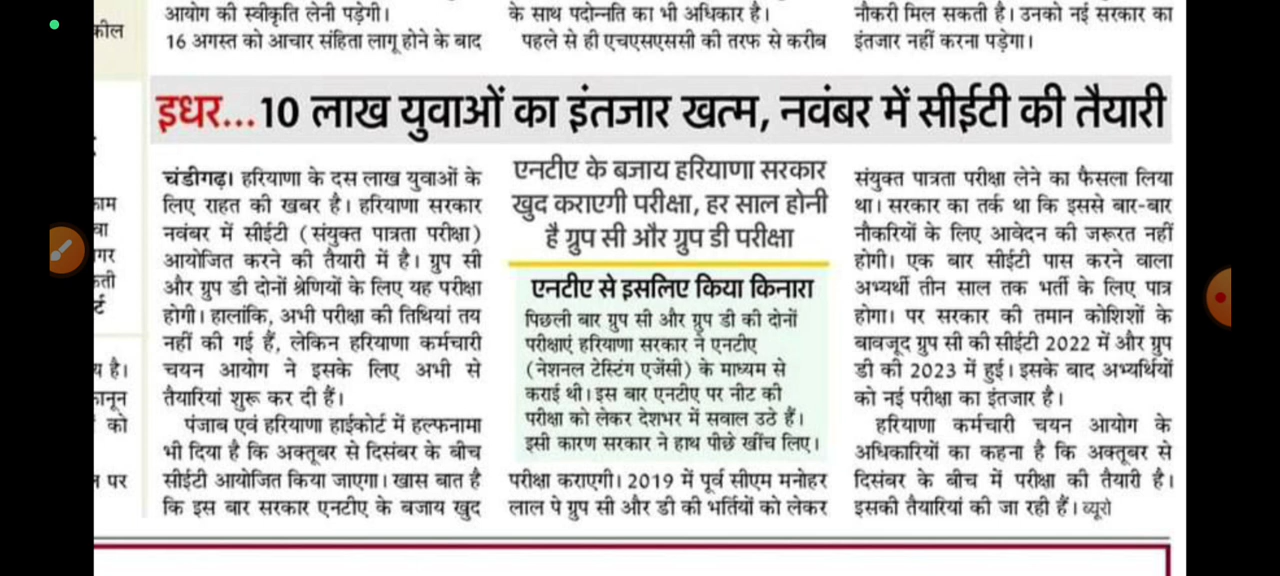 आयोग की स्वीकृति लेनी पड़ेगी।
16 अगस्त को आचार संहिता लागू होने के बाद
के साथ पदोन्नति का भी अधिकार है।
पहले से ही एचएसएससी की तरफ से करीब
नौकरी मिल सकती है। उनको नई सरकार का
इंतजार नहीं करना पड़ेगा।
इधर...10 लाख युवाओं का इंतजार खत्म, नवंबर में सीईटी की तैयारी
चंडीगढ़। हरियाणा के दस लाख युवाओं के
लिए राहत की खबर है। हरियाणा सरकार
नवंबर में सीईटी (संयुक्त पात्रता परीक्षा)
आयोजित करने की तैयारी में है। ग्रुप सी
और ग्रुप डी दोनों श्रेणियों के लिए यह परीक्षा
होगी। हालांकि, अभी परीक्षा की तिथियां तय
नहीं की गई हैं, लेकिन हरियाणा कर्मचारी
चयन आयोग ने इसके लिए अभी से
तैयारियां शुरू कर दी हैं।
पंजाब एवं हरियाणा हाईकोर्ट में हल्फनामा
भी दिया है कि अक्तूबर से दिसंबर के बीच
सीईटी आयोजित किया जाएगा। खास बात है
कि इस बार सरकार एनटीए के बजाय खुद
एनटीए के बजाय हरियाणा सरकार
खुद कराएगी परीक्षा, हर साल होनी
है ग्रुप सी और ग्रुप डी परीक्षा
एनटीए से इसलिए किया किनारा
पिछली बार ग्रुप सी और ग्रुप डी की दोनों
परीक्षाएं हरियाणा सरकार ने एनटीए
(नेशनल टेस्टिंग एजेंसी) के माध्यम से
कराई थी। इस बार एनटीए पर नीट की
परीक्षा को लेकर देशभर में सवाल उठे हैं।
इसी कारण सरकार ने हाथ पीछे खींच लिए।
परीक्षा कराएगी। 2019 में पूर्व सीएम मनोहर
लाल पे ग्रुप सी और डी की भर्तियों को लेकर
संयुक्त पात्रता परीक्षा लेने का फैसला लिया
था। सरकार का तर्क था कि इससे बार-बार
नौकरियों के लिए आवेदन की जरूरत नहीं
होगी। एक बार सीईटी पास करने वाला
अभ्यर्थी तीन साल तक भर्ती के लिए पात्र
होगा। पर सरकार की तमान कोशिशों के
बावजूद ग्रुप सी की सीईटी 2022 में और ग्रुप
डी की 2023 में हुई। इसके बाद अभ्यर्थियों
को नई परीक्षा का इंतजार है।
हरियाणा कर्मचारी चयन आयोग के
अधिकारियों का कहना है कि अक्तूबर से
दिसंबर के बीच में परीक्षा की तैयारी है।
इसकी तैयारियां की जा रही हैं। ब्यूरो